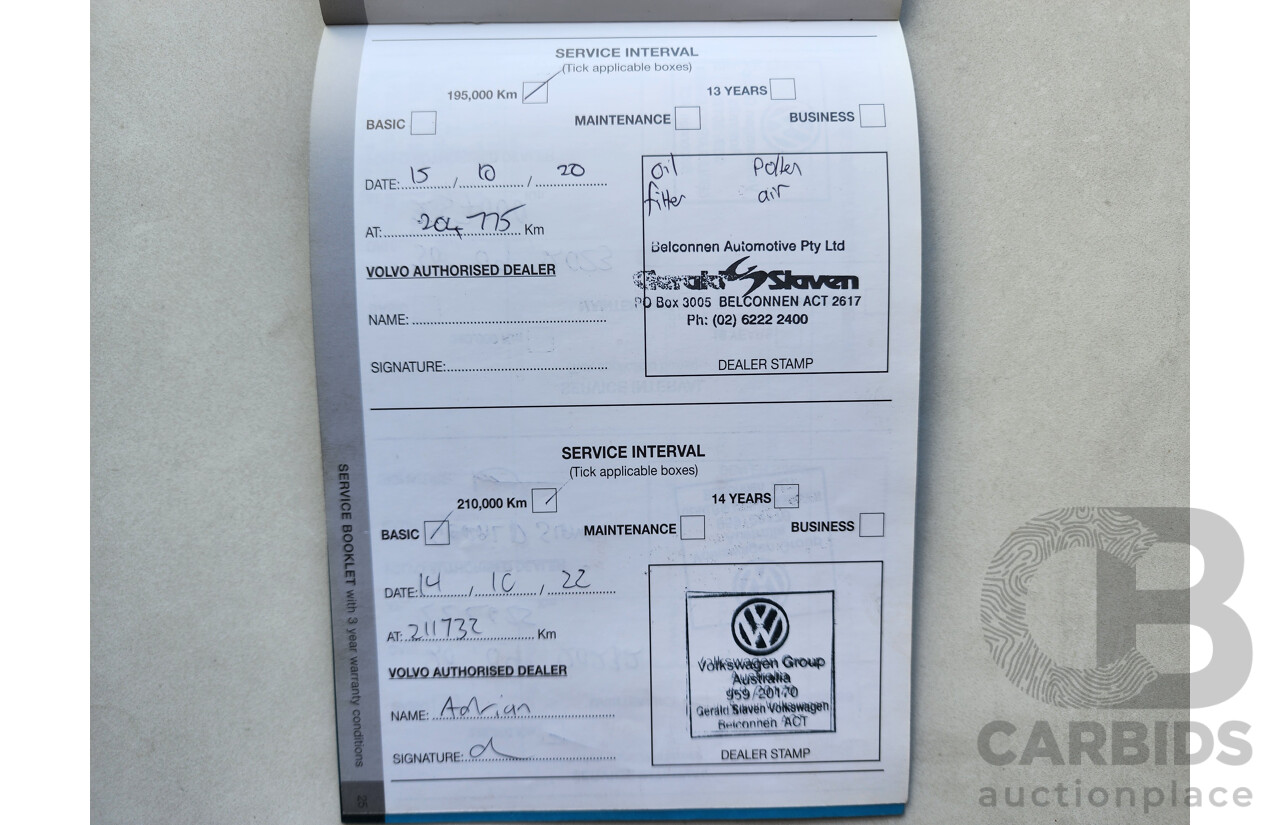 SERVICE INTERVAL
(Tick applicable boxes)
195,000 Km 13 YEARS
BASIC MAINTENANCE BUSINESS
DATE: 15 / 10 / 20
AT: 204 775 Km
VOLVO AUTHORISED DEALER
NAME:
SIGNATURE:
oil Pollen
filter air
Belconnen Automotive Pty Ltd
Gerald Slaven
PO Box 3005 BELCONNEN ACT 2617
Ph: (02) 6222 2400
DEALER STAMP
SERVICE INTERVAL
(Tick applicable boxes)
210,000 Km 14 YEARS
BASIC MAINTENANCE BUSINESS
DATE: 14 / 10 / 22
AT: 211732 Km
VOLVO AUTHORISED DEALER
NAME: Adrian
SIGNATURE:
Volkswagen Group
Australia
959/20170
Gerald Slaven Volkswagen
Belconnen ACT
DEALER STAMP
SERVICE BOOKLET with 3 year warranty conditions
25
CB
CARBIDS
auctionplace